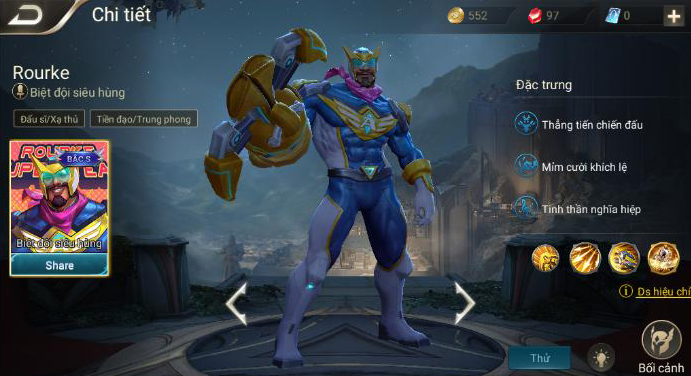 Chi tiết
552
97
0
Rourke
Biệt đội siêu hùng
Đấu sĩ/Xạ thủ
Tiền đạo/Trung phong
BẬC S
ROURKE
Biệt đội siêu hùng
Share
Đặc trưng
Thẳng tiến chiến đấu
Mỉm cười khích lệ
Tinh thần nghĩa hiệp
Ds hiệu chỉ
Thử
Bối cảnh